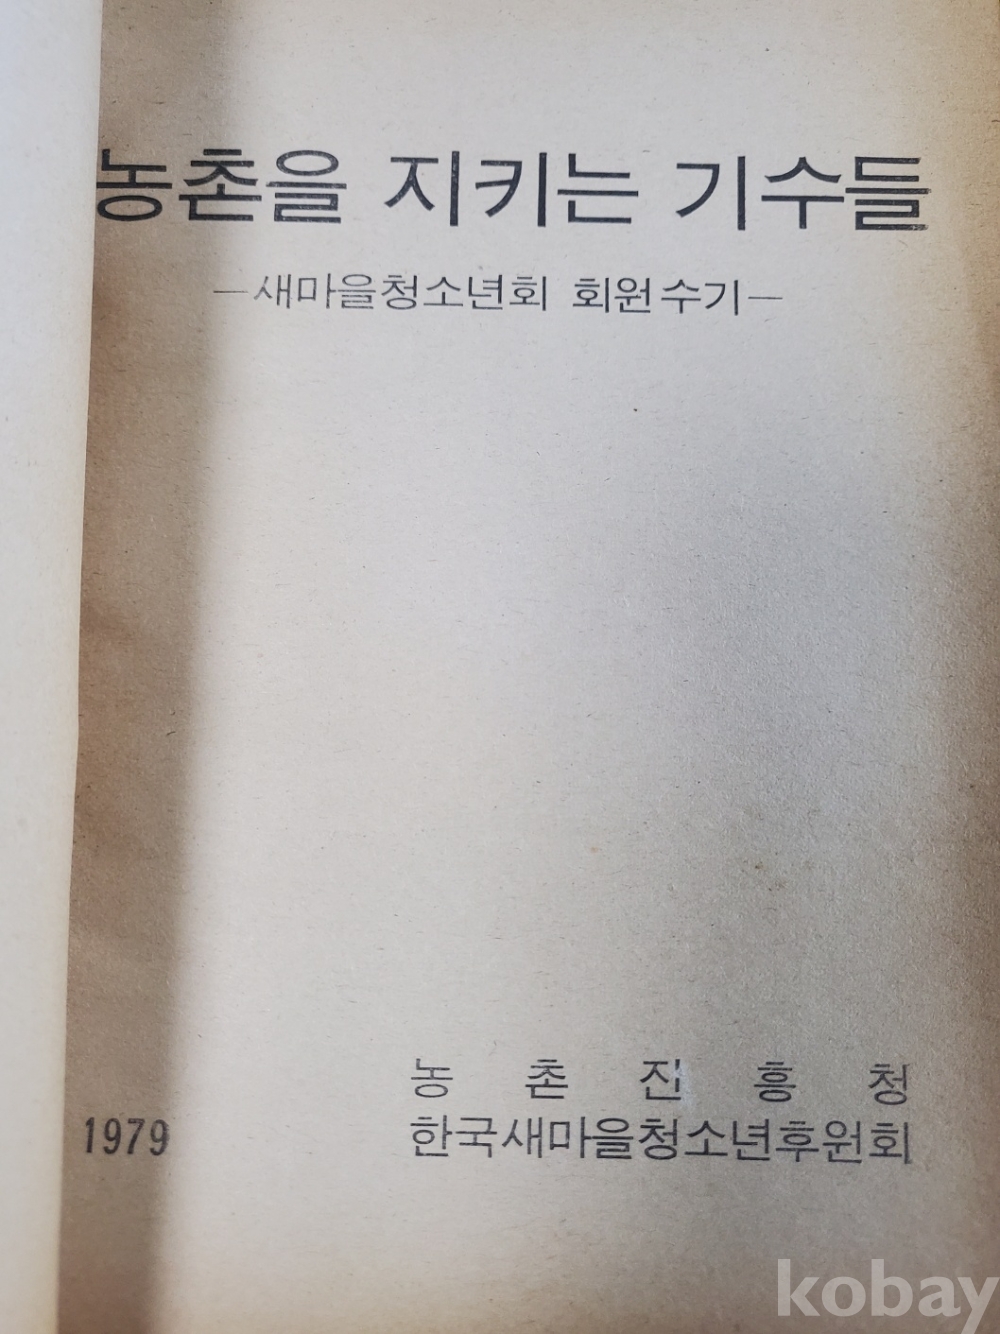 농촌을 지키는 기수들
—새마을청소년회 회원수기—
농촌진흥청
1979 한국새마을청소년후원회
kobay